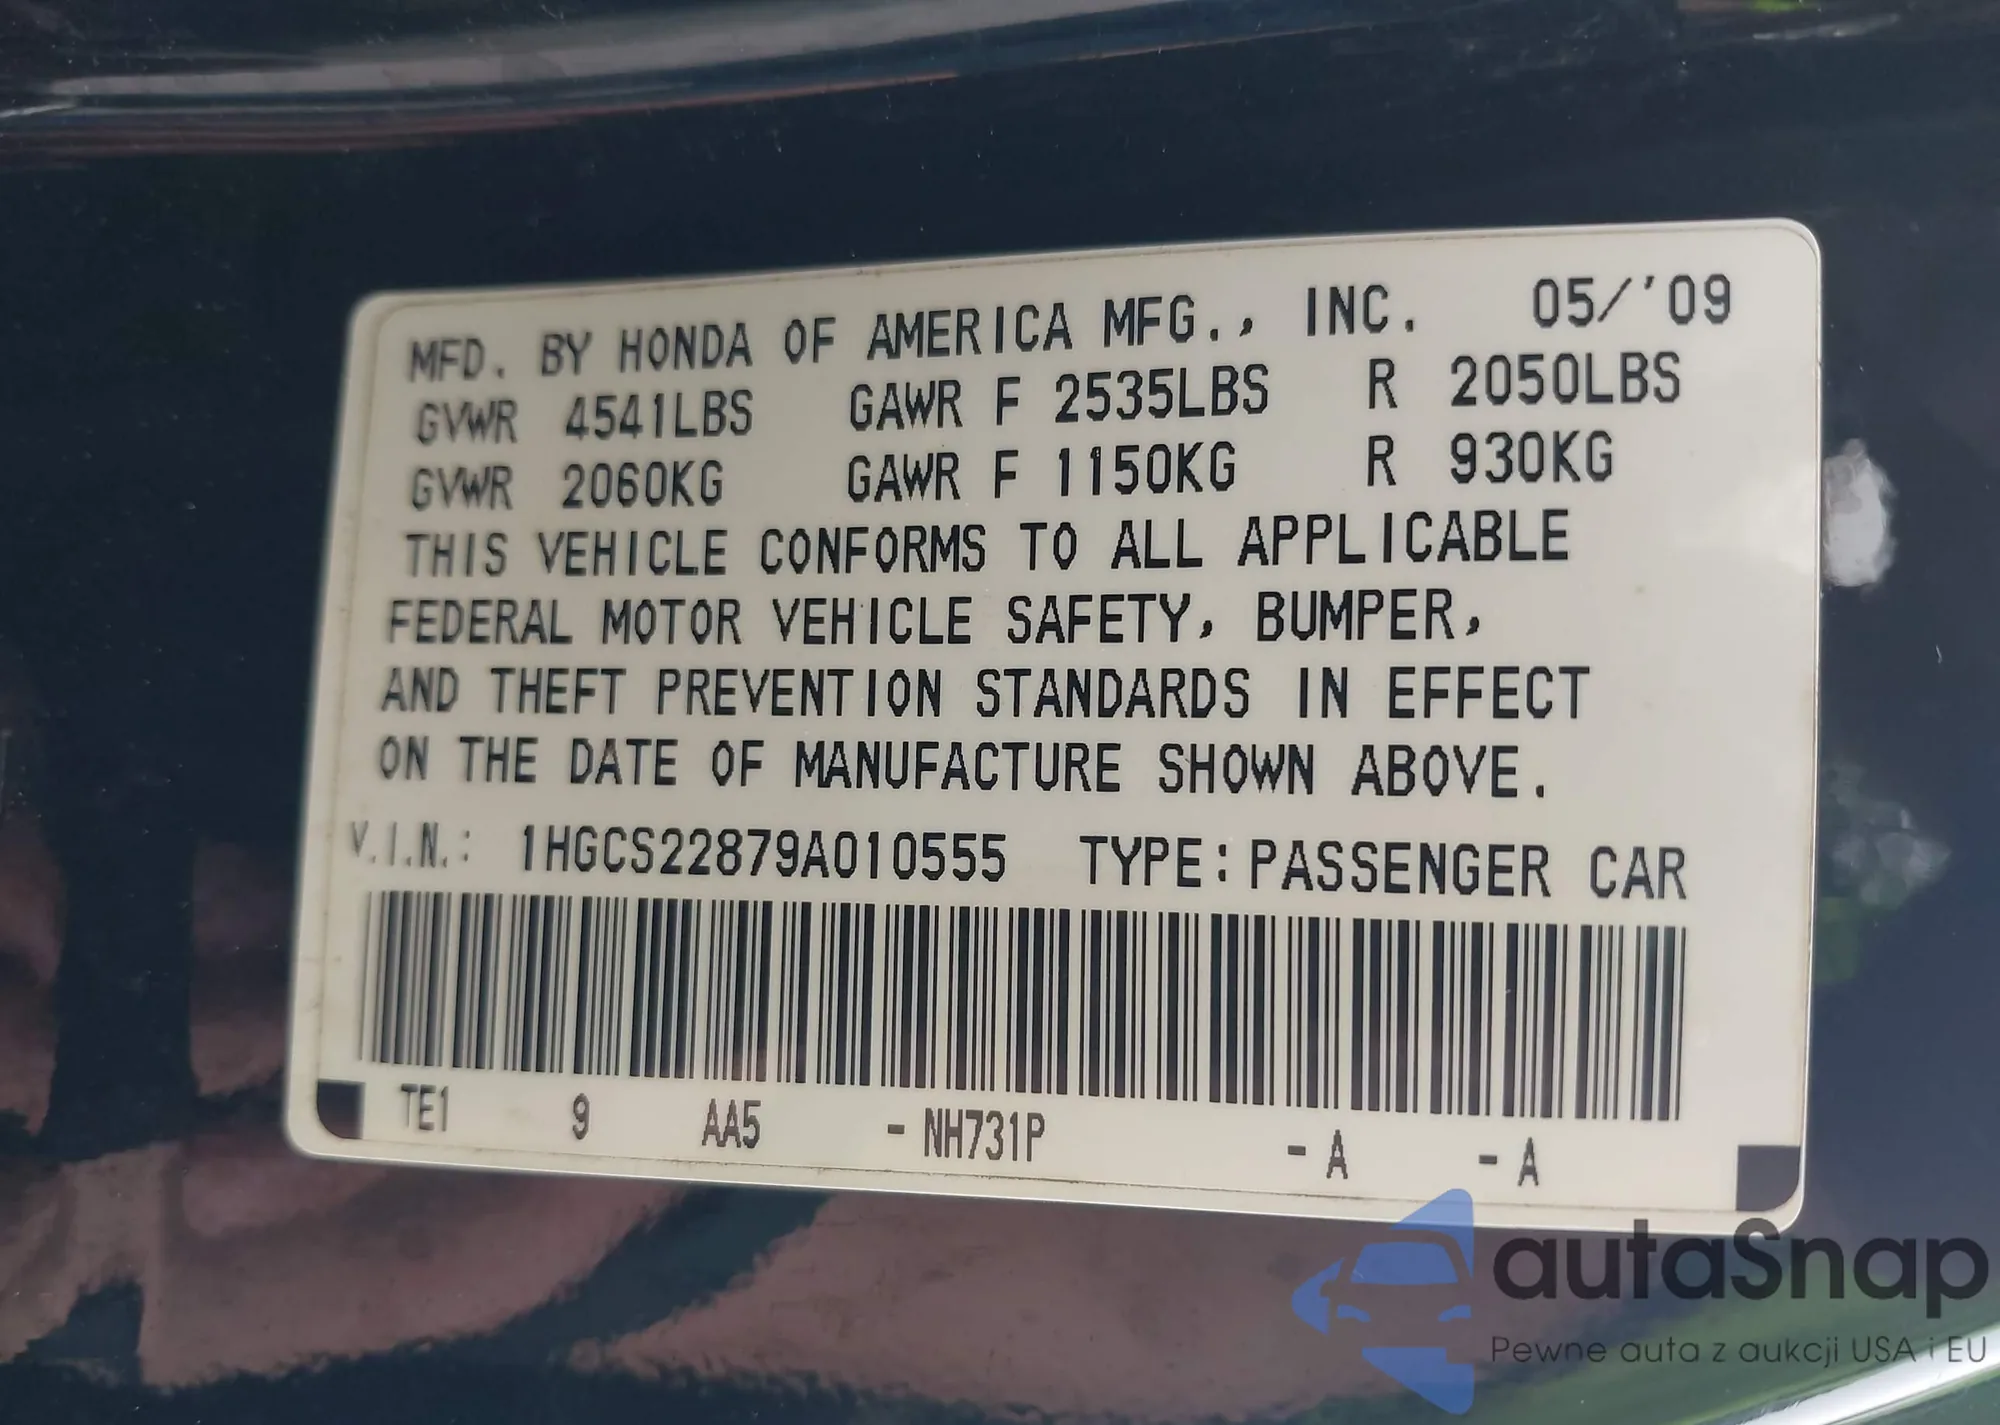 MFD. BY HONDA OF AMERICA MFG., INC. 05/'09
GVWR 4541LBS GAWR F 2535LBS R 2050LBS
GVWR 2060KG GAWR F 1150KG R 930KG
THIS VEHICLE CONFORMS TO ALL APPLICABLE
FEDERAL MOTOR VEHICLE SAFETY, BUMPER,
AND THEFT PREVENTION STANDARDS IN EFFECT
ON THE DATE OF MANUFACTURE SHOWN ABOVE.
V.I.N.: 1HGCS22879A010555 TYPE:PASSENGER CAR
TE1 9 AA5 -NH731P -A -A
autaSnap
Pewne auta z aukcji USA i EU